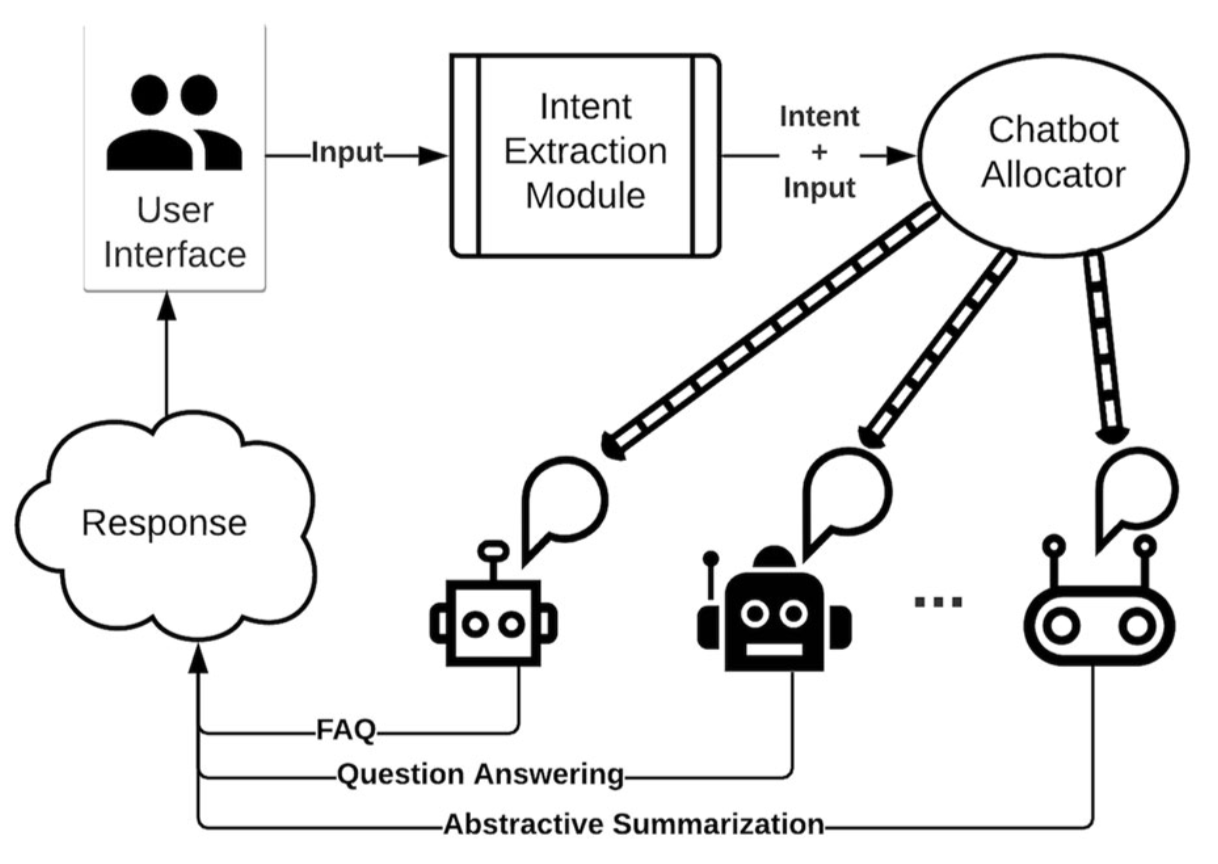 User
Interface
Input
Intent
Extraction
Module
Intent
+
Input
Chatbot
Allocator
Response
...
FAQ
Question Answering
Abstractive Summarization